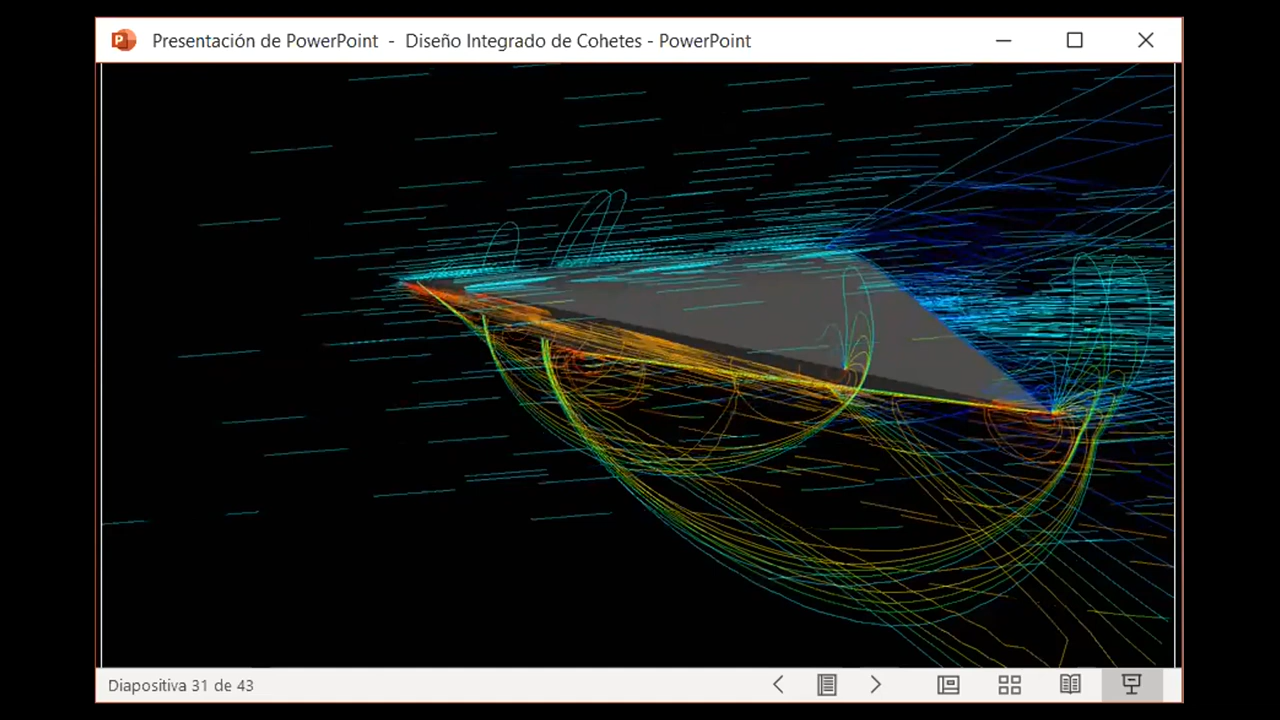 Presentación de PowerPoint - Diseño Integrado de Cohetes - PowerPoint
Diapositiva 31 de 43